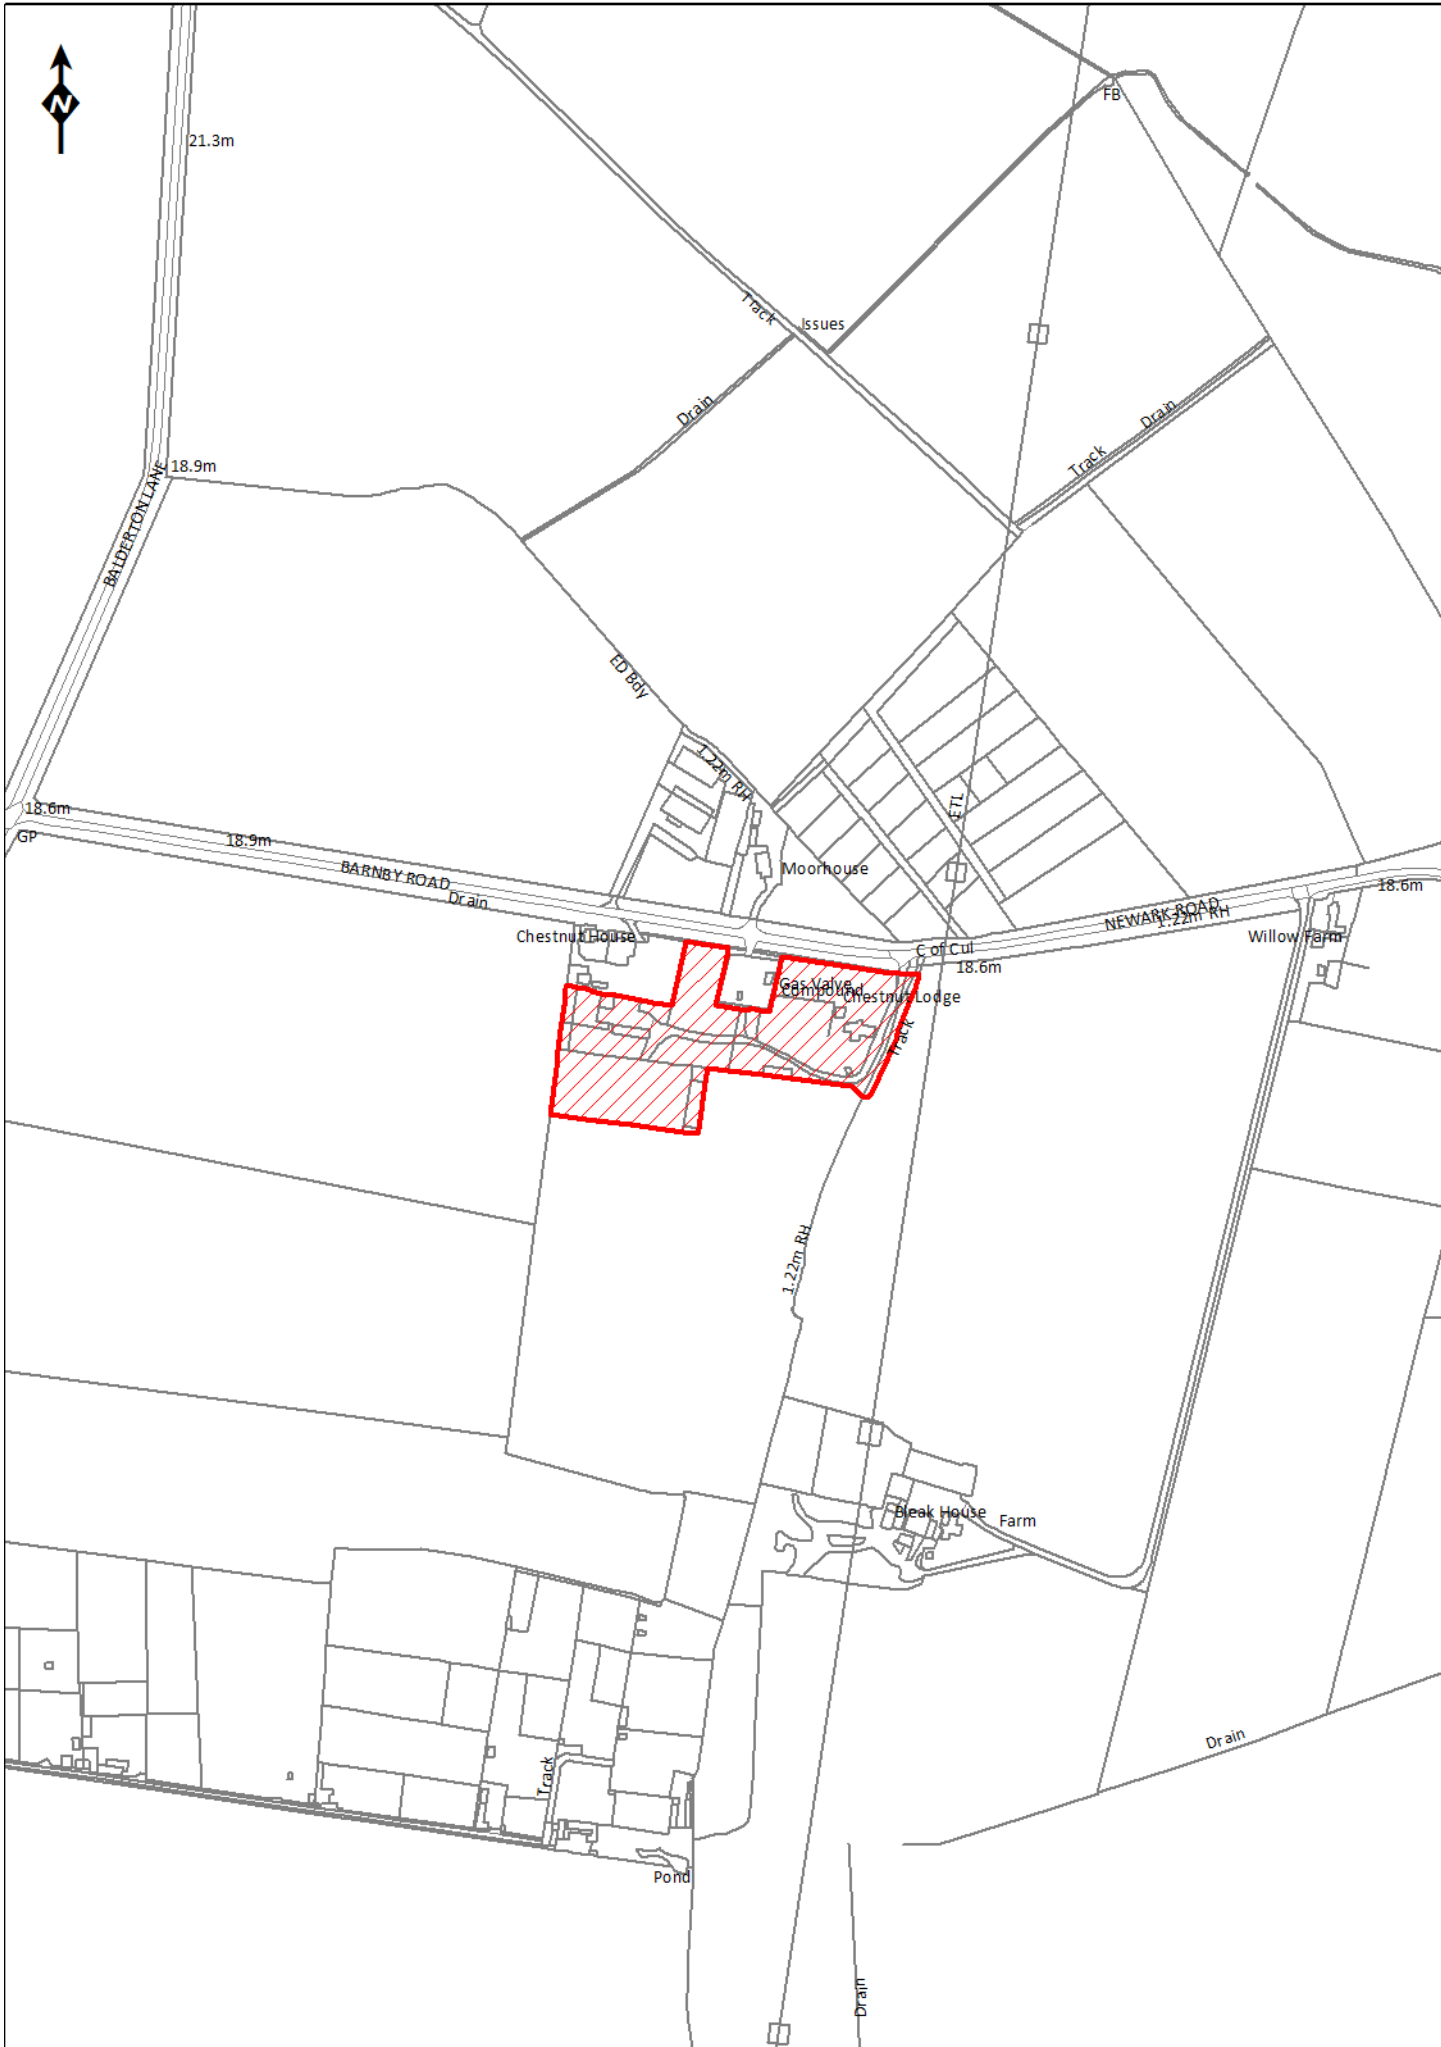 FB
N
21.3m
Track
Issues
Drain
Drain
Track
18.9m
BALDERTON LANE
ED Bdy
1.22m RH
ETL
18.6m
GP
18.9m
Moorhouse
BARNBY ROAD
Drain
18.6m
NEWARK ROAD
1.22m RH
Chestnut House
Willow Farm
C of Cul
18.6m
Gas Valve
Compound
Chestnut Lodge
Track
1.22m RH
Bleak House
Farm
Drain
Track
Pond
Drain